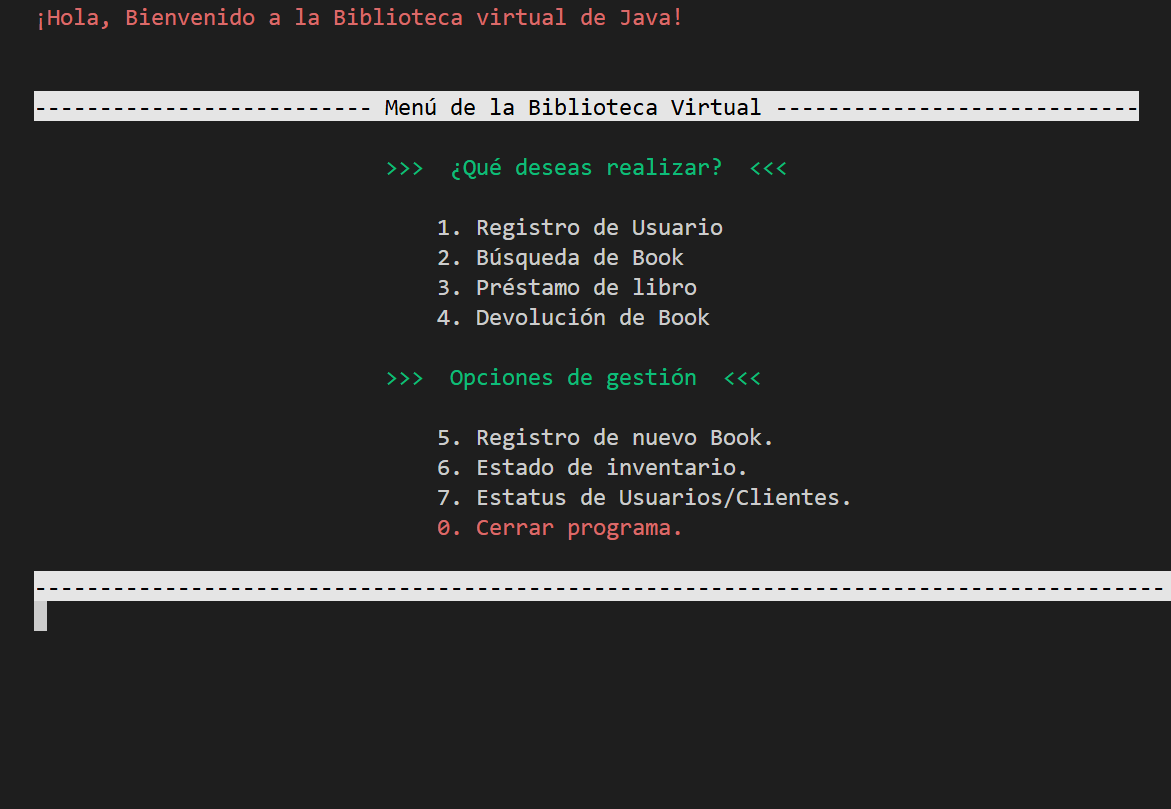 ¡Hola, Bienvenido a la Biblioteca virtual de Java!
-------------------------- Menú de la Biblioteca Virtual ----------------------------
>>>  ¿Qué deseas realizar?  <<<
1. Registro de Usuario
2. Búsqueda de Book
3. Préstamo de libro
4. Devolución de Book
>>>  Opciones de gestión  <<<
5. Registro de nuevo Book.
6. Estado de inventario.
7. Estatus de Usuarios/Clientes.
0. Cerrar programa.
---------------------------------------------------------------------------------------